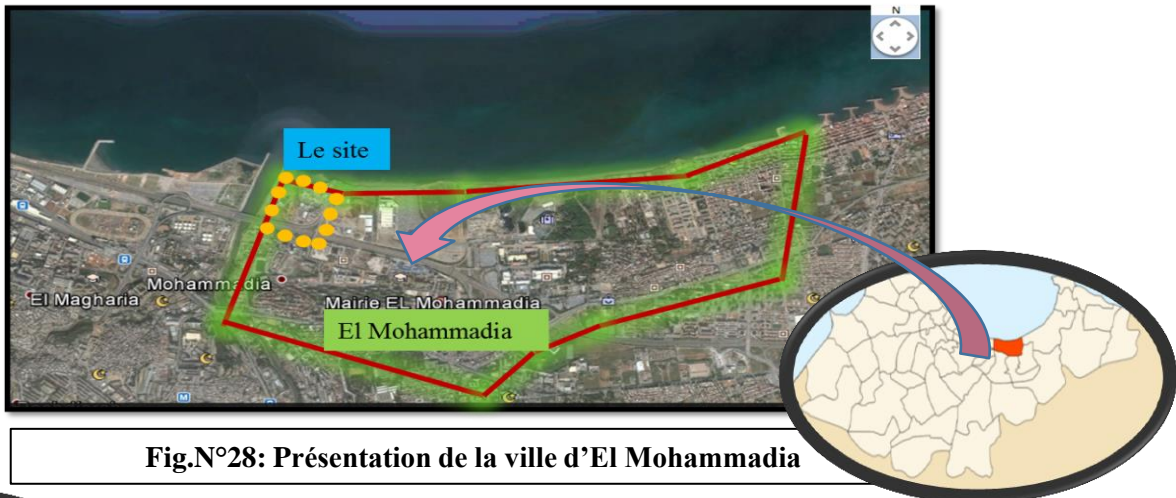 N
Le site
Mohammadia
El Magharia
Mairie EL Mohammadia
El Mohammadia
M
Fig.N°28: Présentation de la ville d'El Mohammadia